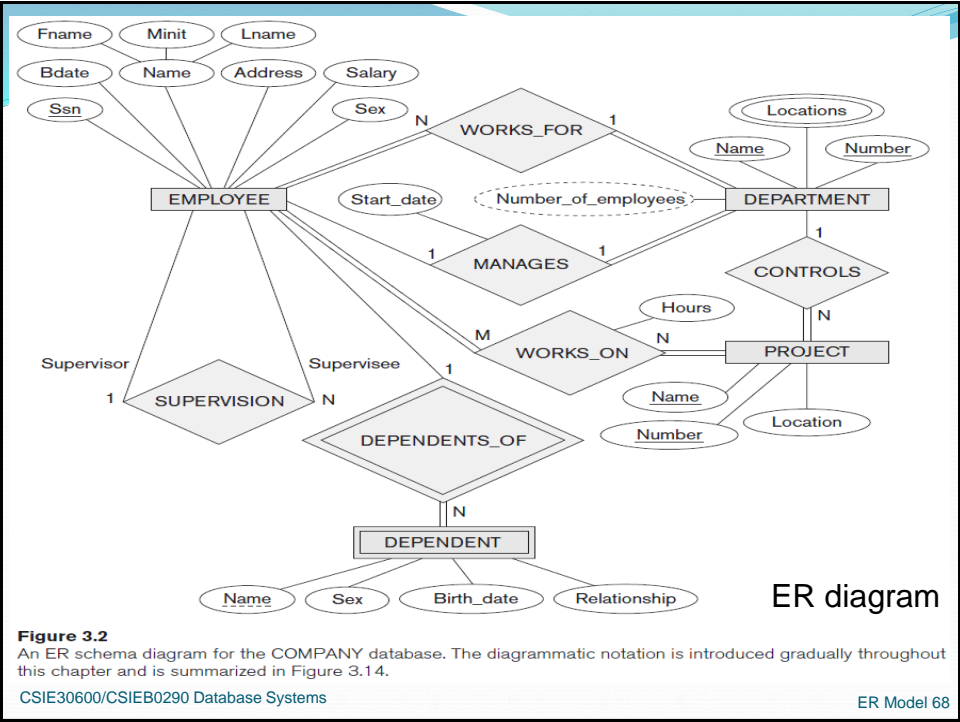 Fname Minit Lname
Bdate Name Address Salary
Ssn Sex
N WORKS_FOR 1
Locations
Name Number
EMPLOYEE Start_date Number_of_employees DEPARTMENT
1 MANAGES 1
1
CONTROLS
N
Hours
M WORKS_ON N
PROJECT
Supervisor Supervisee
1 SUPERVISION N
1
Name
Number Location
DEPENDENTS_OF
N
DEPENDENT
Name Sex Birth_date Relationship
ER diagram
Figure 3.2
An ER schema diagram for the COMPANY database. The diagrammatic notation is introduced gradually throughout
this chapter and is summarized in Figure 3.14.
CSIE30600/CSIEB0290 Database Systems
ER Model 68